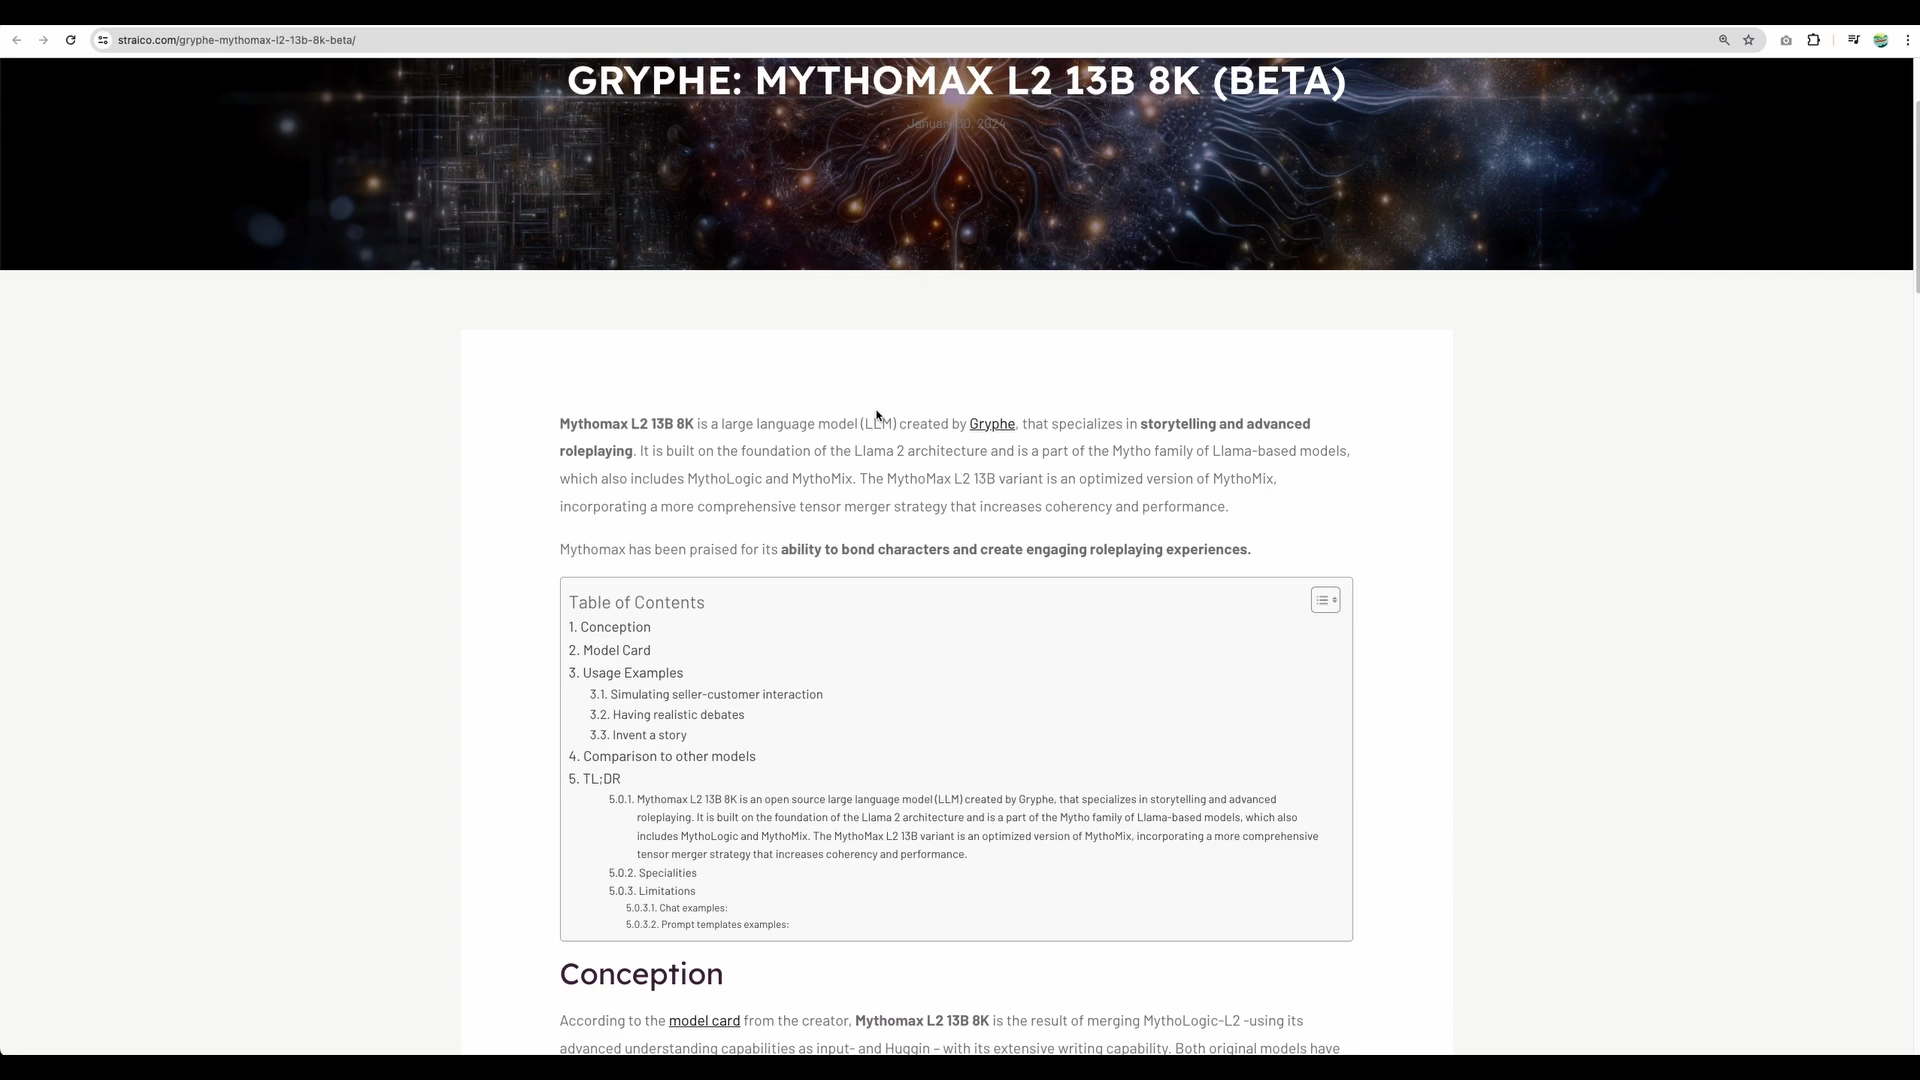 straico.com/gryphe-mythomax-l2-13b-8k-beta/
GRYPHE: MYTHOMAX L2 13B 8K (BETA)
January 30, 2024
Mythomax L2 13B 8K is a large language model (LLM) created by Gryphe, that specializes in storytelling and advanced
roleplaying. It is built on the foundation of the Llama 2 architecture and is a part of the Mytho family of Llama-based models,
which also includes MythoLogic and MythoMix. The MythoMax L2 13B variant is an optimized version of MythoMix,
incorporating a more comprehensive tensor merger strategy that increases coherency and performance.
Mythomax has been praised for its ability to bond characters and create engaging roleplaying experiences.
Table of Contents
1. Conception
2. Model Card
3. Usage Examples
3.1. Simulating seller-customer interaction
3.2. Having realistic debates
3.3. Invent a story
4. Comparison to other models
5. TL;DR
5.0.1. Mythomax L2 13B 8K is an open source large language model (LLM) created by Gryphe, that specializes in storytelling and advanced
roleplaying. It is built on the foundation of the Llama 2 architecture and is a part of the Mytho family of Llama-based models, which also
includes MythoLogic and MythoMix. The MythoMax L2 13B variant is an optimized version of MythoMix, incorporating a more comprehensive
tensor merger strategy that increases coherency and performance.
5.0.2. Specialities
5.0.3. Limitations
5.0.3.1. Chat examples:
5.0.3.2. Prompt templates examples:
Conception
According to the model card from the creator, Mythomax L2 13B 8K is the result of merging MythoLogic-L2 -using its
advanced understanding capabilities as input- and Huggin – with its extensive writing capability. Both original models have